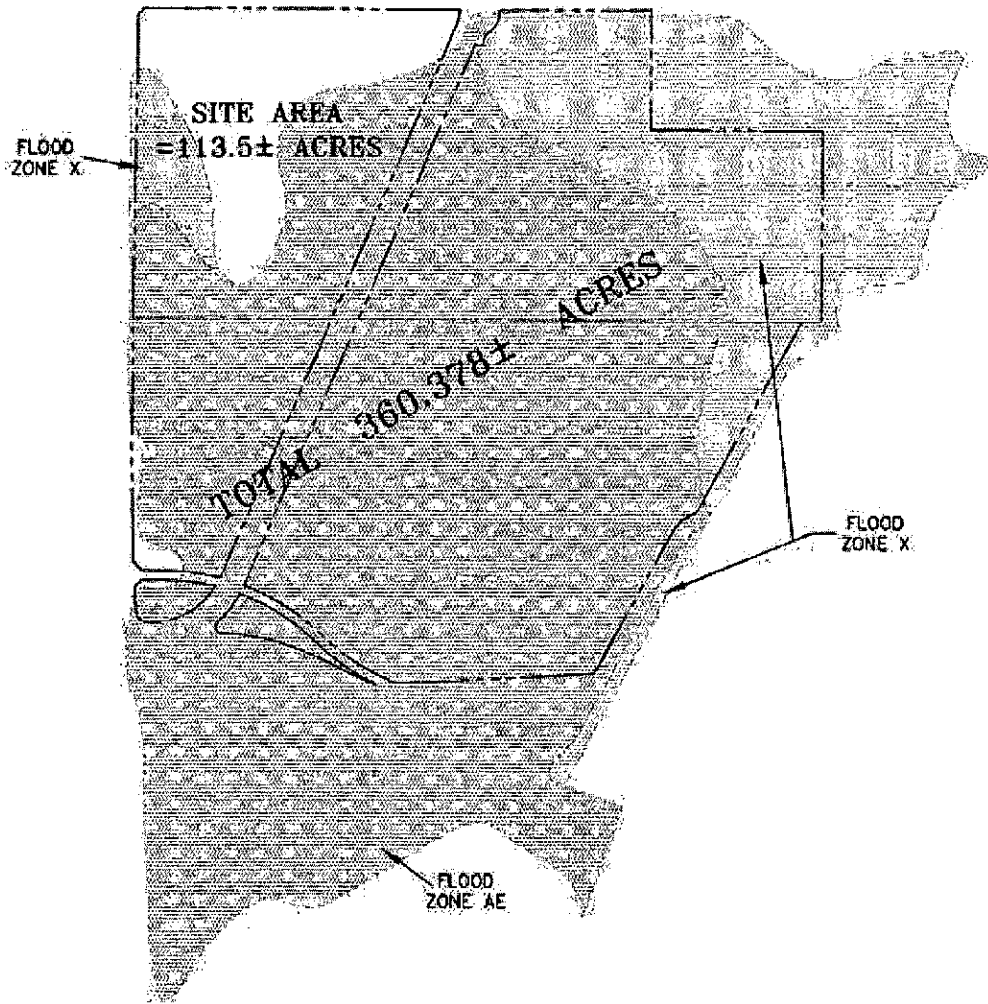 SITE AREA
=113.5± ACRES
FLOOD
ZONE X
TOTAL 360.378± ACRES
FLOOD
ZONE X
FLOOD
ZONE AE